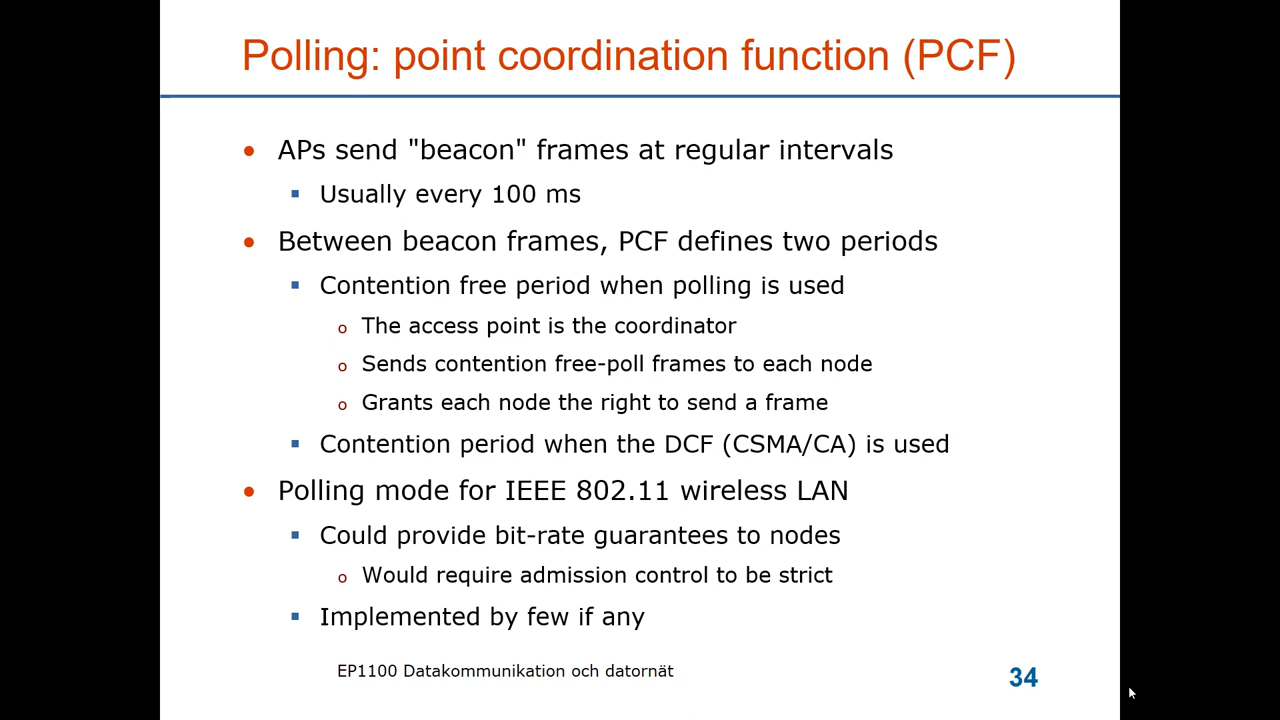 Polling: point coordination function (PCF)
• APs send "beacon" frames at regular intervals
▪ Usually every 100 ms
• Between beacon frames, PCF defines two periods
▪ Contention free period when polling is used
o The access point is the coordinator
o Sends contention free-poll frames to each node
o Grants each node the right to send a frame
▪ Contention period when the DCF (CSMA/CA) is used
• Polling mode for IEEE 802.11 wireless LAN
▪ Could provide bit-rate guarantees to nodes
o Would require admission control to be strict
▪ Implemented by few if any
EP1100 Datakommunikation och datornät
34